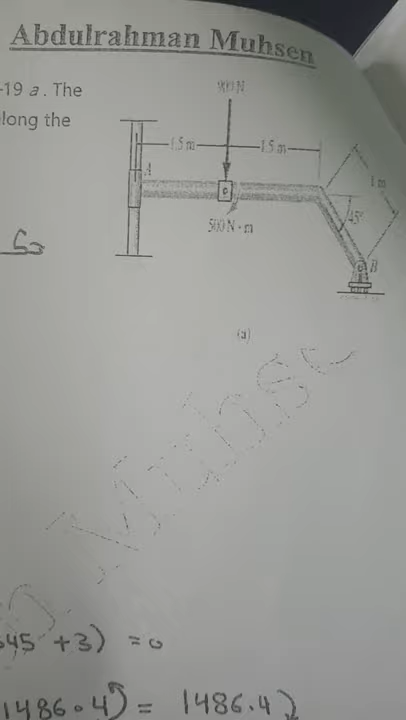 Abdulrahman Muhsen
-19 a. The
long the
900 N
1.5 m
1.5 m
A
1 m
45°
500 N·m
B
(a)
Muhse
45 +3) = 0
1486.4) = 1486.4